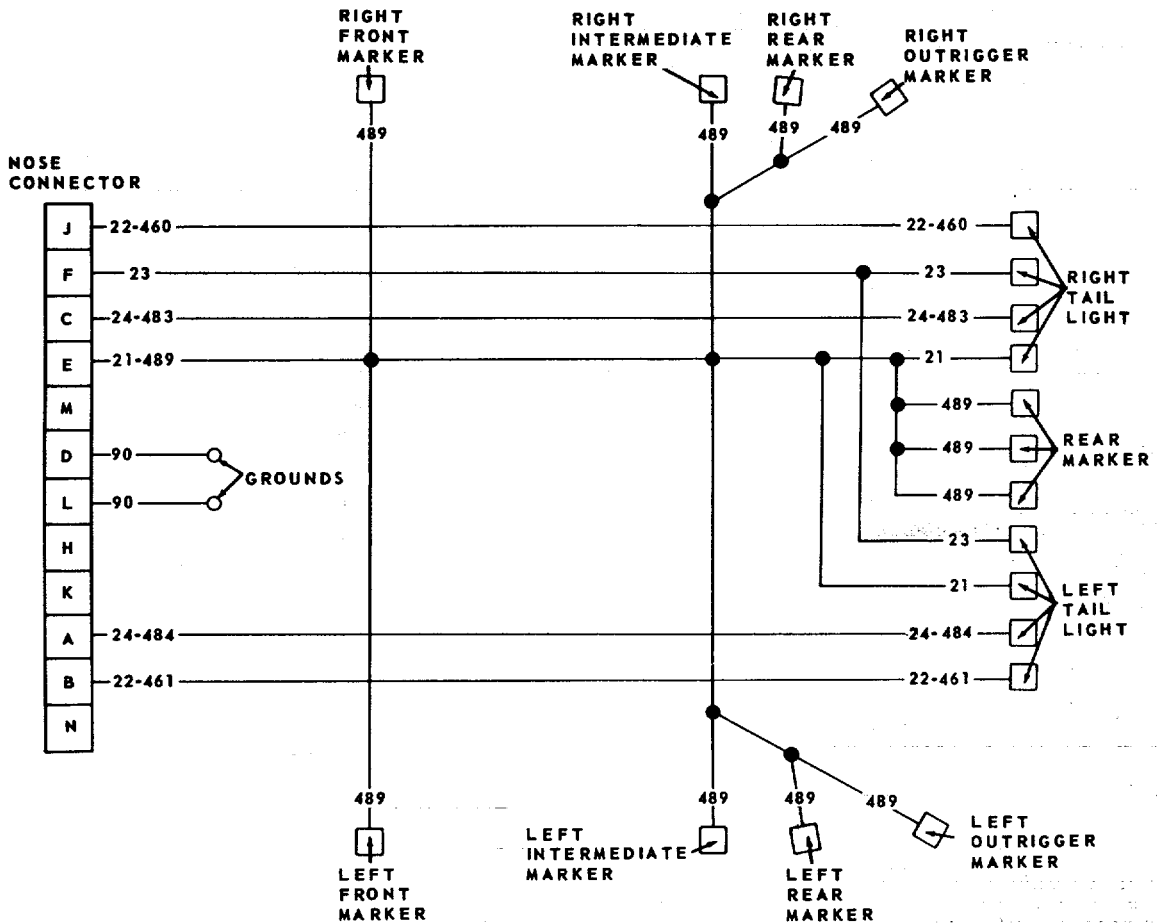 RIGHT
FRONT
MARKER
RIGHT
INTERMEDIATE
MARKER
RIGHT
REAR
MARKER
RIGHT
OUTRIGGER
MARKER
489
489
489
489
NOSE
CONNECTOR
J
22-460
22-460
F
23
23
C
24-483
24-483
E
21-489
21
RIGHT
TAIL
LIGHT
M
489
D
90
489
L
90
489
GROUNDS
REAR
MARKER
H
23
K
21
A
24-484
24-484
B
22-461
22-461
N
LEFT
TAIL
LIGHT
489
489
489
489
LEFT
FRONT
MARKER
LEFT
INTERMEDIATE
MARKER
LEFT
REAR
MARKER
LEFT
OUTRIGGER
MARKER